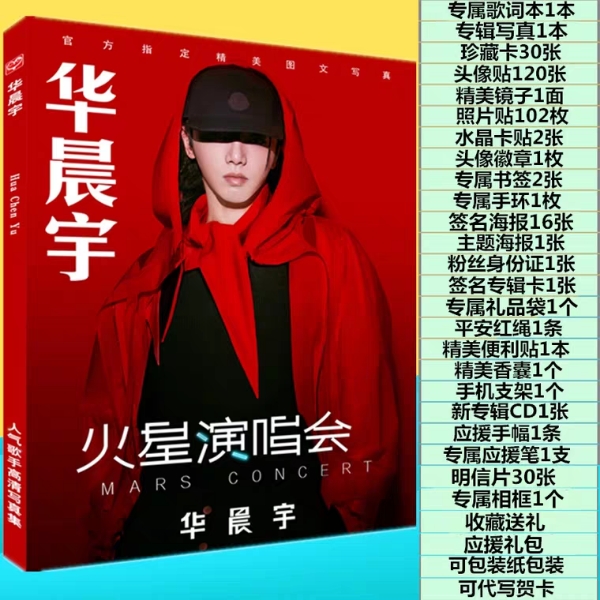 官方指定精美图文写真
华晨宇
华晨宇
Hua Chen Yu
人气歌手高清写真集
火星演唱会
MARS CONCERT
华晨宇
专属歌词本1本
专辑写真1本
珍藏卡30张
头像贴120张
精美镜子1面
照片贴102枚
水晶卡贴2张
头像徽章1枚
专属书签2张
专属手环1枚
签名海报16张
主题海报1张
粉丝身份证1张
签名专辑卡1张
专属礼品袋1个
平安红绳1条
精美便利贴1本
精美香囊1个
手机支架1个
新专辑CD1张
应援手幅1条
专属应援笔1支
明信片30张
专属相框1个
收藏送礼
应援礼包
可包装纸包装
可代写贺卡